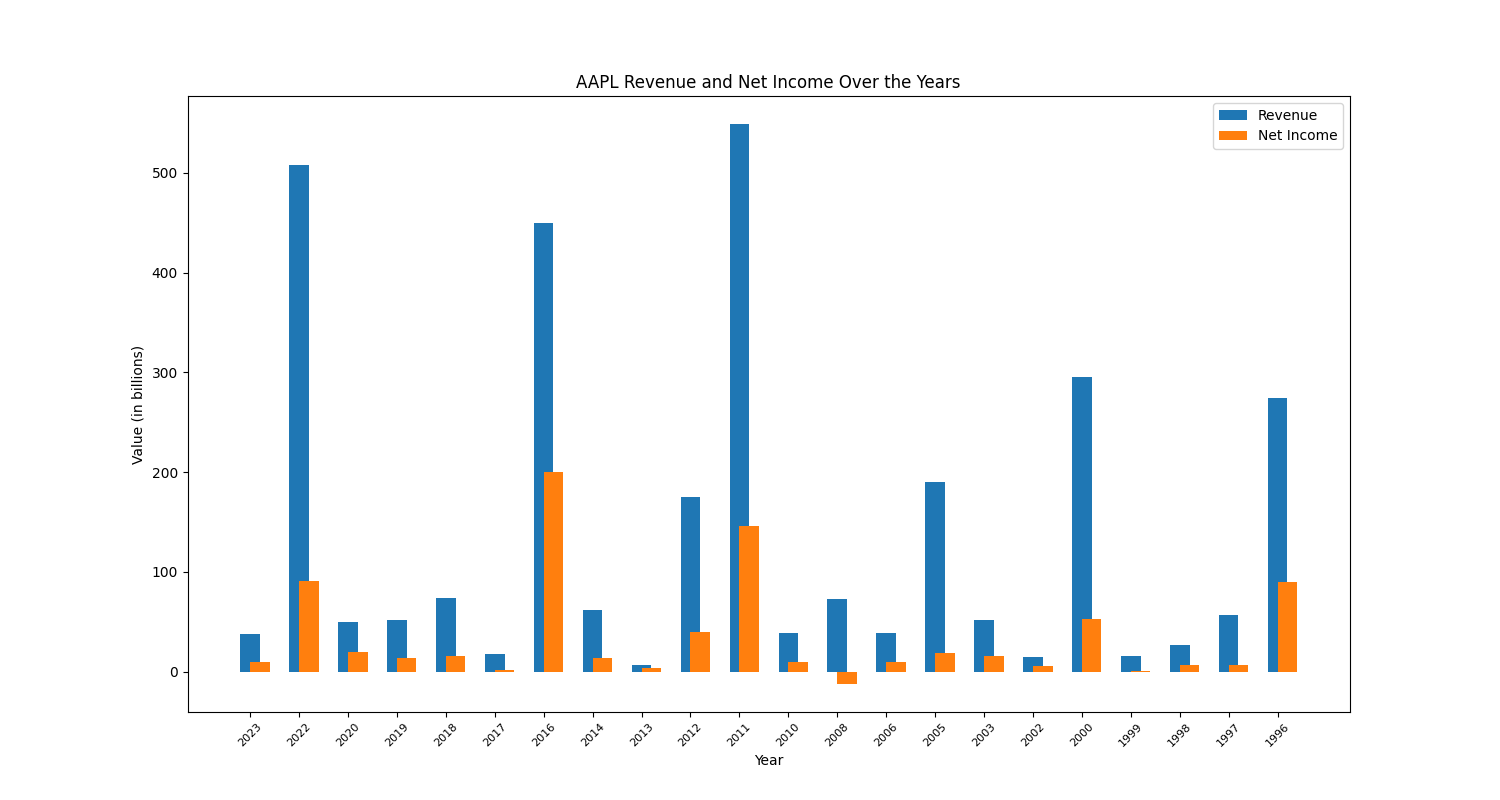 AAPL Revenue and Net Income Over the Years
Revenue
Net Income
Value (in billions)
500
400
300
200
100
0
2023 2022 2020 2019 2018 2017 2016 2014 2013 2012 2011 2010 2008 2006 2005 2003 2002 2000 1999 1998 1997 1996
Year